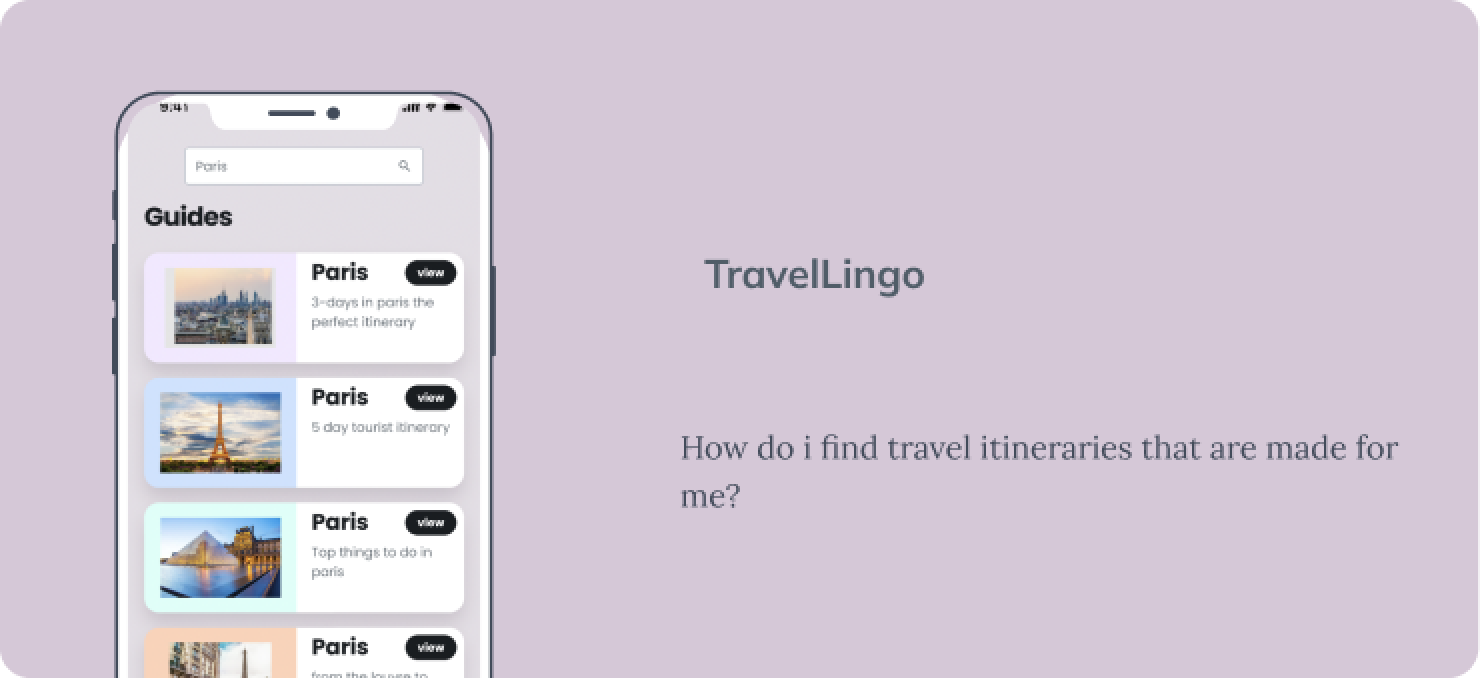 9:41
Paris
Guides
Paris
view
3-days in paris the
perfect itinerary
Paris
view
5 day tourist itinerary
Paris
view
Top things to do in
paris
Paris
view
from the louvre to
TravelLingo
How do i find travel itineraries that are made for
me?